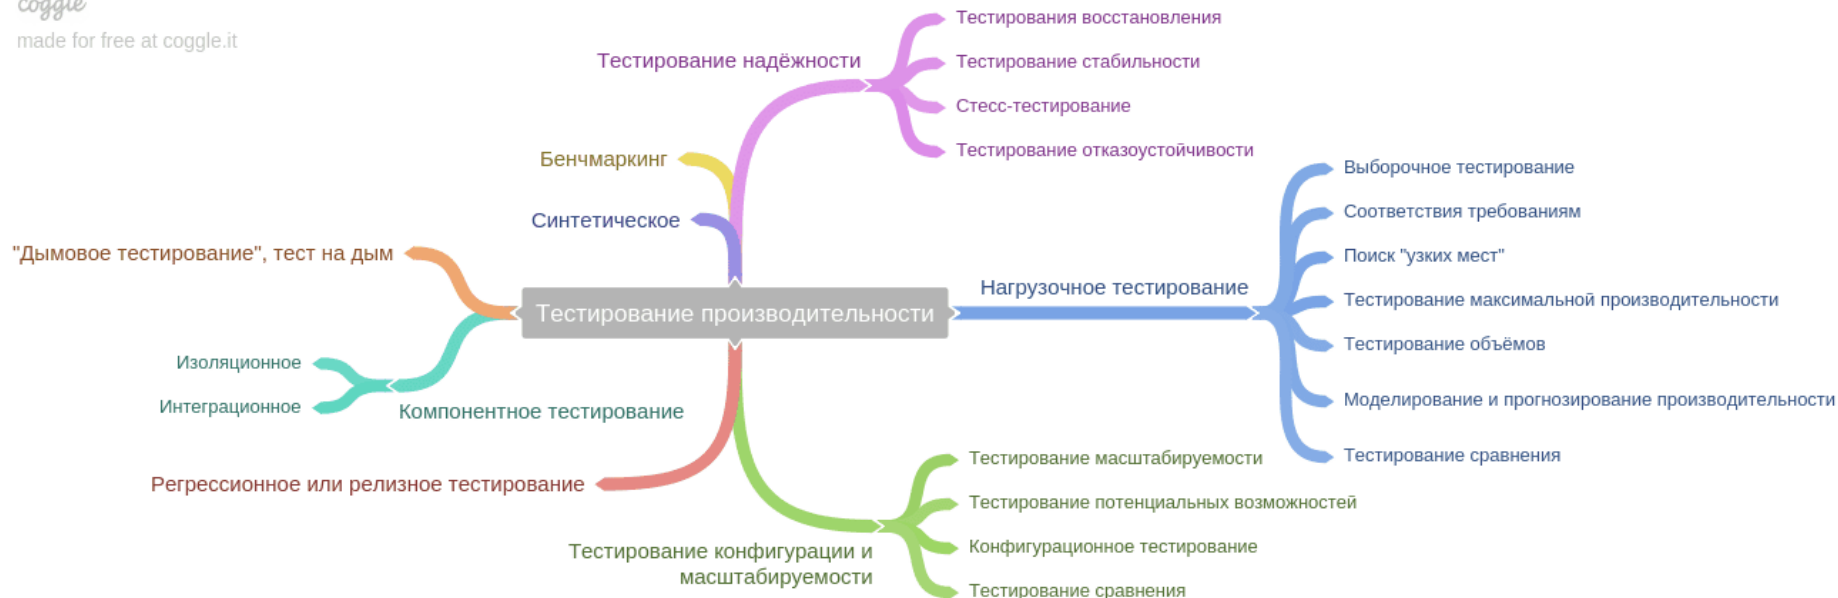 coggle
made for free at coggle.it
Тестирование надёжности
Тестирования восстановления
Тестирование стабильности
Стесс-тестирование
Тестирование отказоустойчивости
Бенчмаркинг
Синтетическое
"Дымовое тестирование", тест на дым
Тестирование производительности
Нагрузочное тестирование
Выборочное тестирование
Соответствия требованиям
Поиск "узких мест"
Тестирование максимальной производительности
Тестирование объёмов
Моделирование и прогнозирование производительности
Тестирование сравнения
Изоляционное
Интеграционное
Компонентное тестирование
Регрессионное или релизное тестирование
Тестирование конфигурации и
масштабируемости
Тестирование масштабируемости
Тестирование потенциальных возможностей
Конфигурационное тестирование
Тестирование сравнения